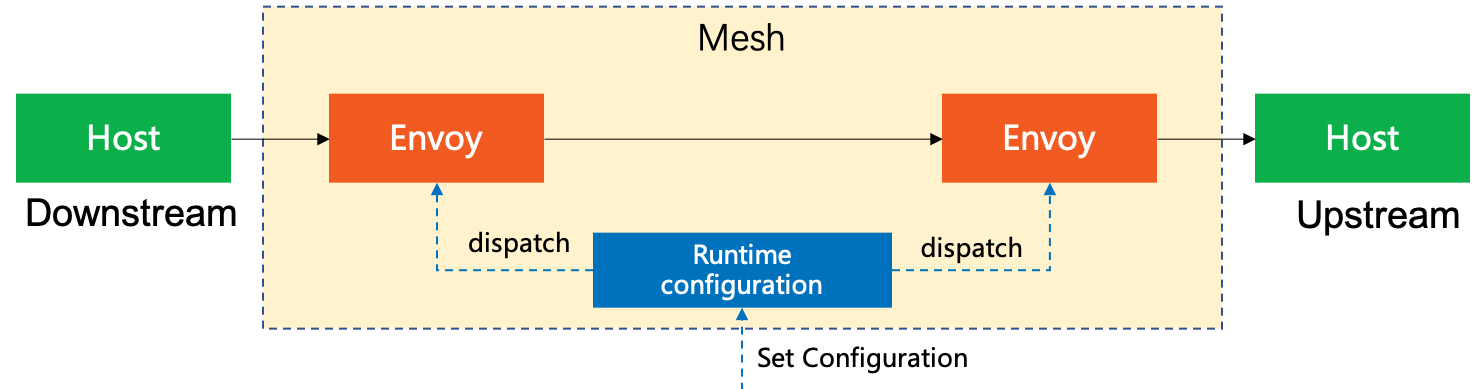 Mesh
Host
Envoy
Envoy
Host
Downstream
Upstream
dispatch
Runtime
configuration
dispatch
Set Configuration